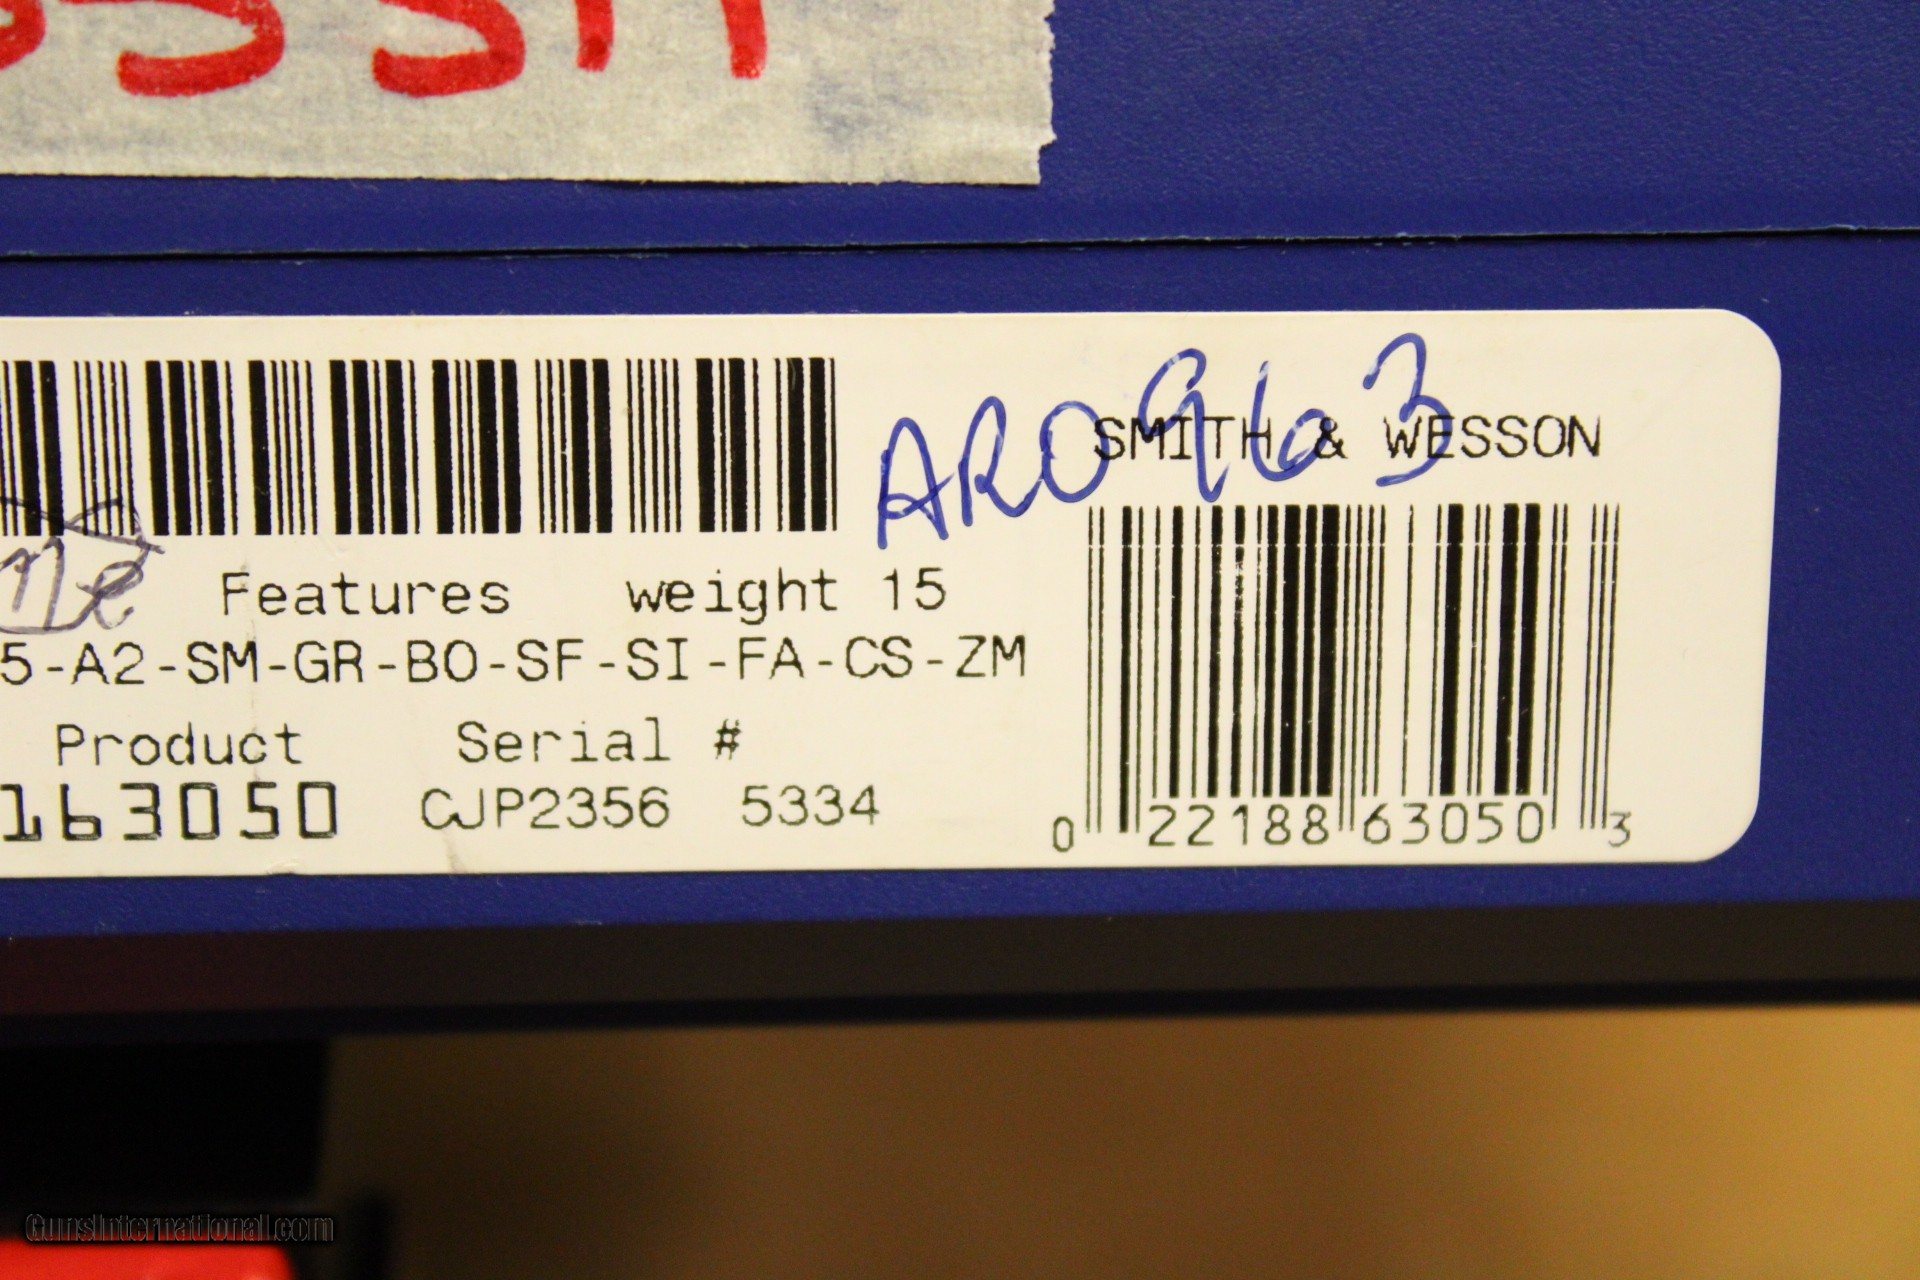 AR0963
SMITH & WESSON
Features weight 15
5-A2-SM-GR-BO-SF-SI-FA-CS-ZM
Product Serial #
163050 CJP2356 5334
0 22188 63050 3
GunsInternational.com